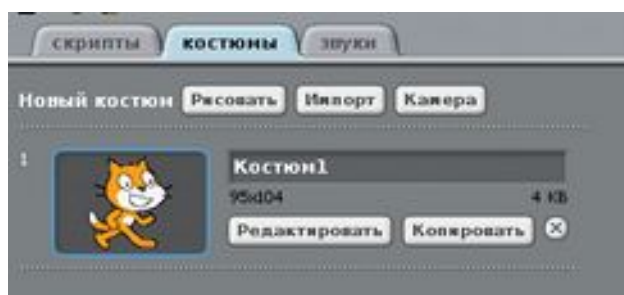 скрипты костюмы звуки
Новый костюм Рисовать Импорт Камера
1
Костюм1
95x104 4 KB
Редактировать Копировать